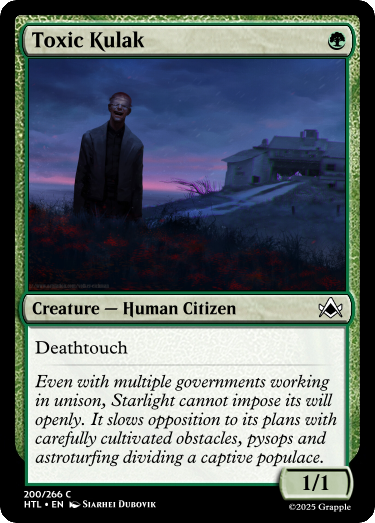 Toxic Kulak
Creature — Human Citizen
Deathtouch
Even with multiple governments working
in unison, Starlight cannot impose its will
openly. It slows opposition to its plans with
carefully cultivated obstacles, pysops and
astroturfing dividing a captive populace.
1/1
200/266 C
HTL • EN Siarhei Dubovik
©2025 Grapple